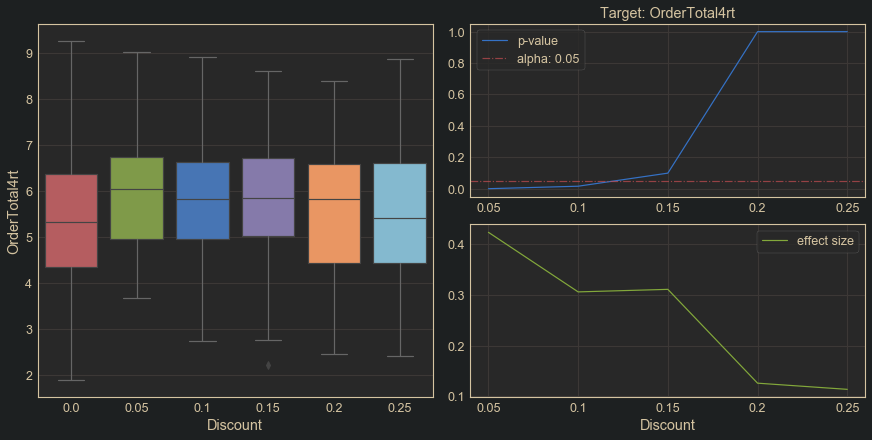 9
8
7
6
5
4
3
2
OrderTotal4rt
0.0 0.05 0.1 0.15 0.2 0.25
Discount
Target: OrderTotal4rt
1.0
0.8
0.6
0.4
0.2
0.0
p-value
alpha: 0.05
0.05 0.1 0.15 0.2 0.25
0.4
0.3
0.2
0.1
effect size
0.05 0.1 0.15 0.2 0.25
Discount